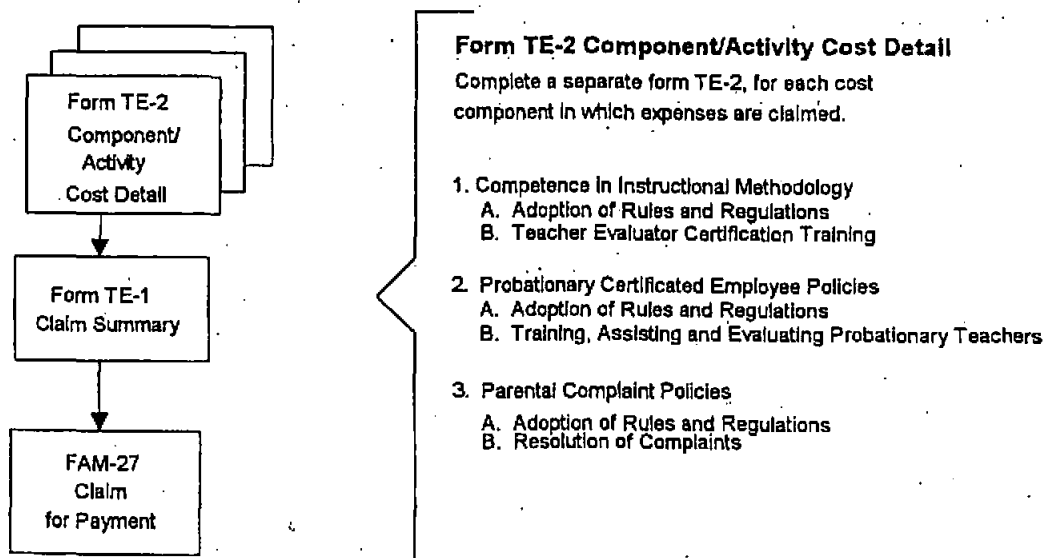 Form TE-2
Component/
Activity
Cost Detail
Form TE-1
Claim Summary
FAM-27
Claim
for Payment
Form TE-2 Component/Activity Cost Detail
Complete a separate form TE-2, for each cost
component in which expenses are claimed.
1. Competence in Instructional Methodology
A. Adoption of Rules and Regulations
B. Teacher Evaluator Certification Training
2. Probationary Certificated Employee Policies
A. Adoption of Rules and Regulations
B. Training, Assisting and Evaluating Probationary Teachers
3. Parental Complaint Policies
A. Adoption of Rules and Regulations
B. Resolution of Complaints